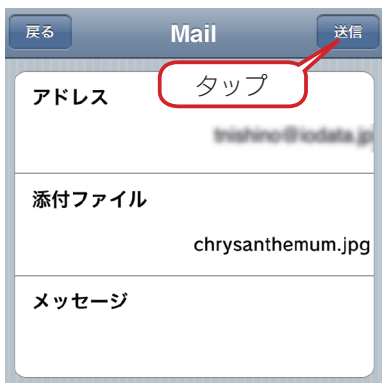 戻る
Mail
送信
タップ
アドレス
添付ファイル
chrysanthemum.jpg
メッセージ